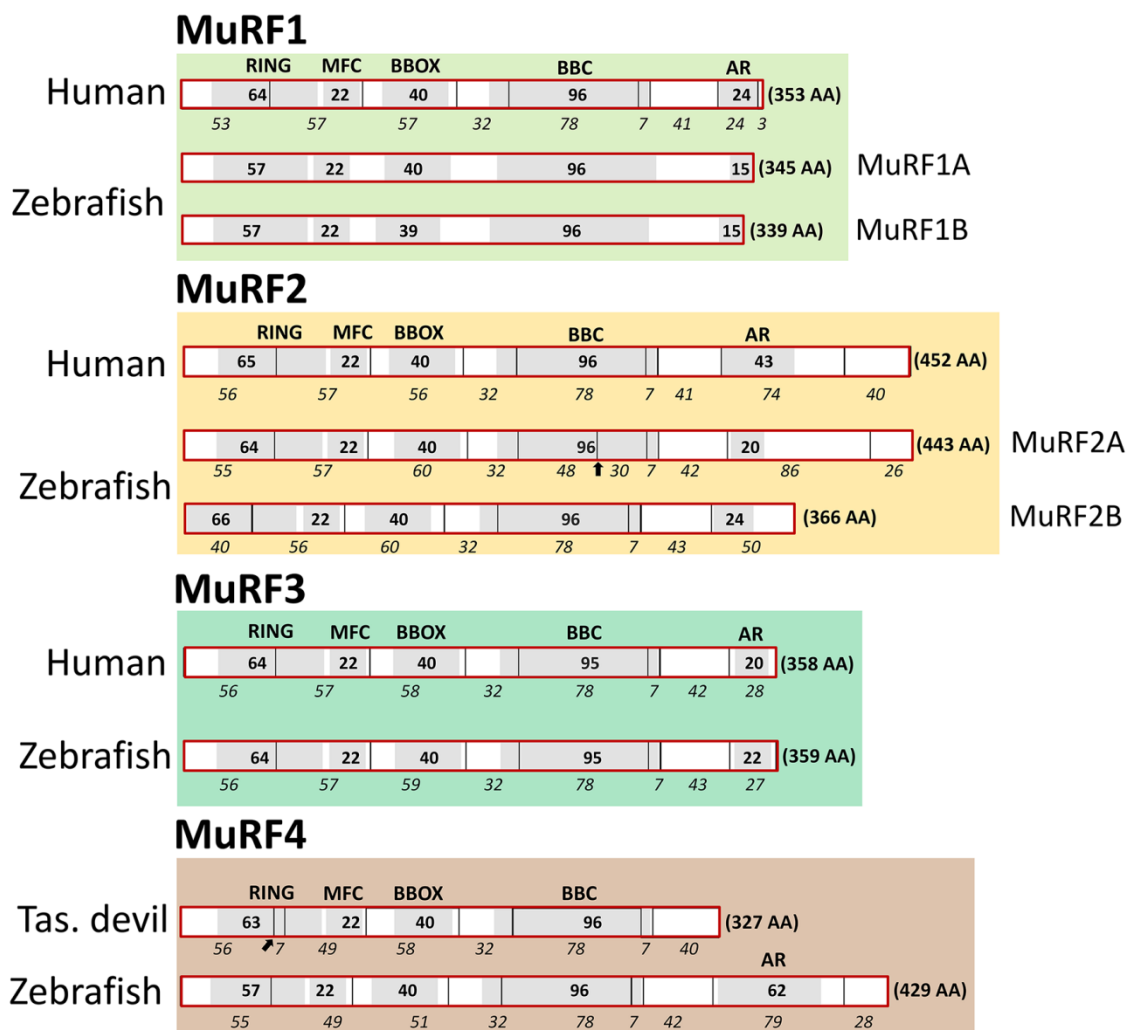 MuRF1
RING MFC BBOX BBC AR
Human 64 22 40 96 24 (353 AA)
53 57 57 32 78 7 41 24 3
57 22 40 96 15 (345 AA) MuRF1A
Zebrafish
57 22 39 96 15 (339 AA) MuRF1B
MuRF2
RING MFC BBOX BBC AR
Human 65 22 40 96 43 (452 AA)
56 57 56 32 78 7 41 74 40
64 22 40 96 20 (443 AA) MuRF2A
55 57 60 32 48 30 7 42 86 26
Zebrafish
66 22 40 96 24 (366 AA) MuRF2B
40 56 60 32 78 7 43 50
MuRF3
RING MFC BBOX BBC AR
Human 64 22 40 95 20 (358 AA)
56 57 58 32 78 7 42 28
Zebrafish 64 22 40 95 22 (359 AA)
56 57 59 32 78 7 43 27
MuRF4
RING MFC BBOX BBC
Tas. devil 63 22 40 96 (327 AA)
56 7 49 58 32 78 7 40
AR
Zebrafish 57 22 40 96 62 (429 AA)
55 49 51 32 78 7 42 79 28